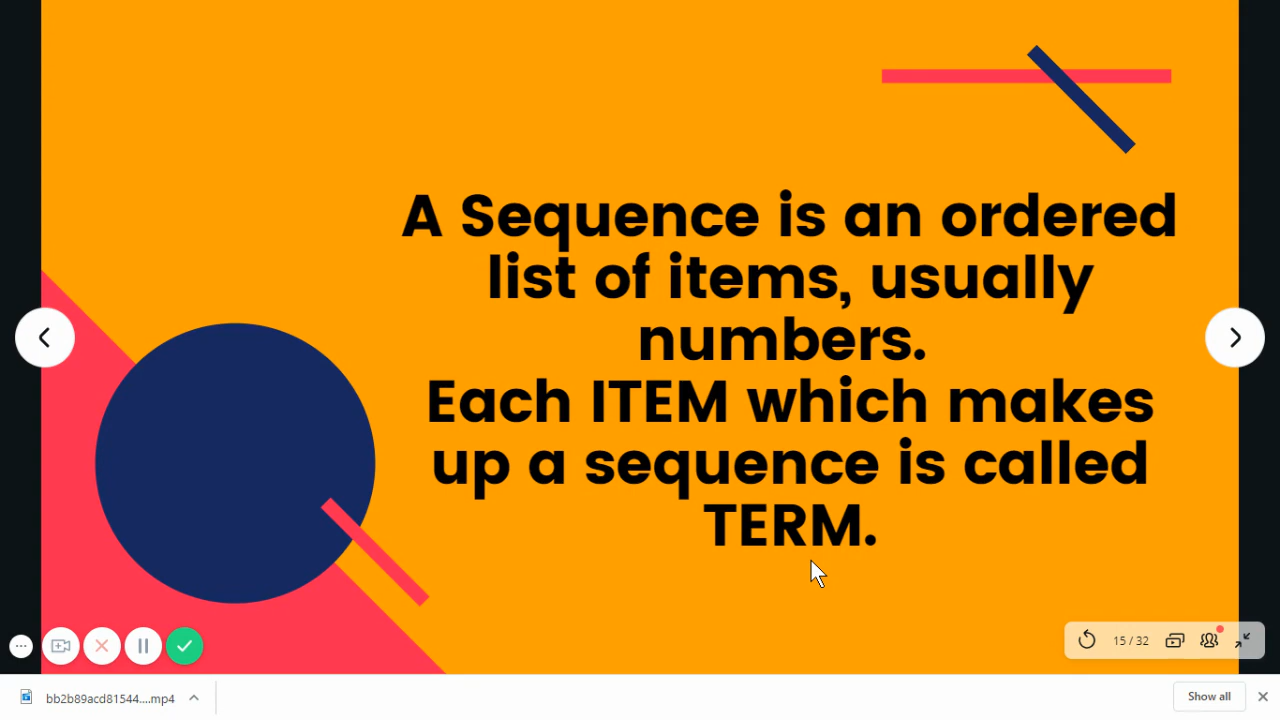 A Sequence is an ordered
list of items, usually
numbers.
Each ITEM which makes
up a sequence is called
TERM.
15 / 32
bb2b89acd81544....mp4
Show all